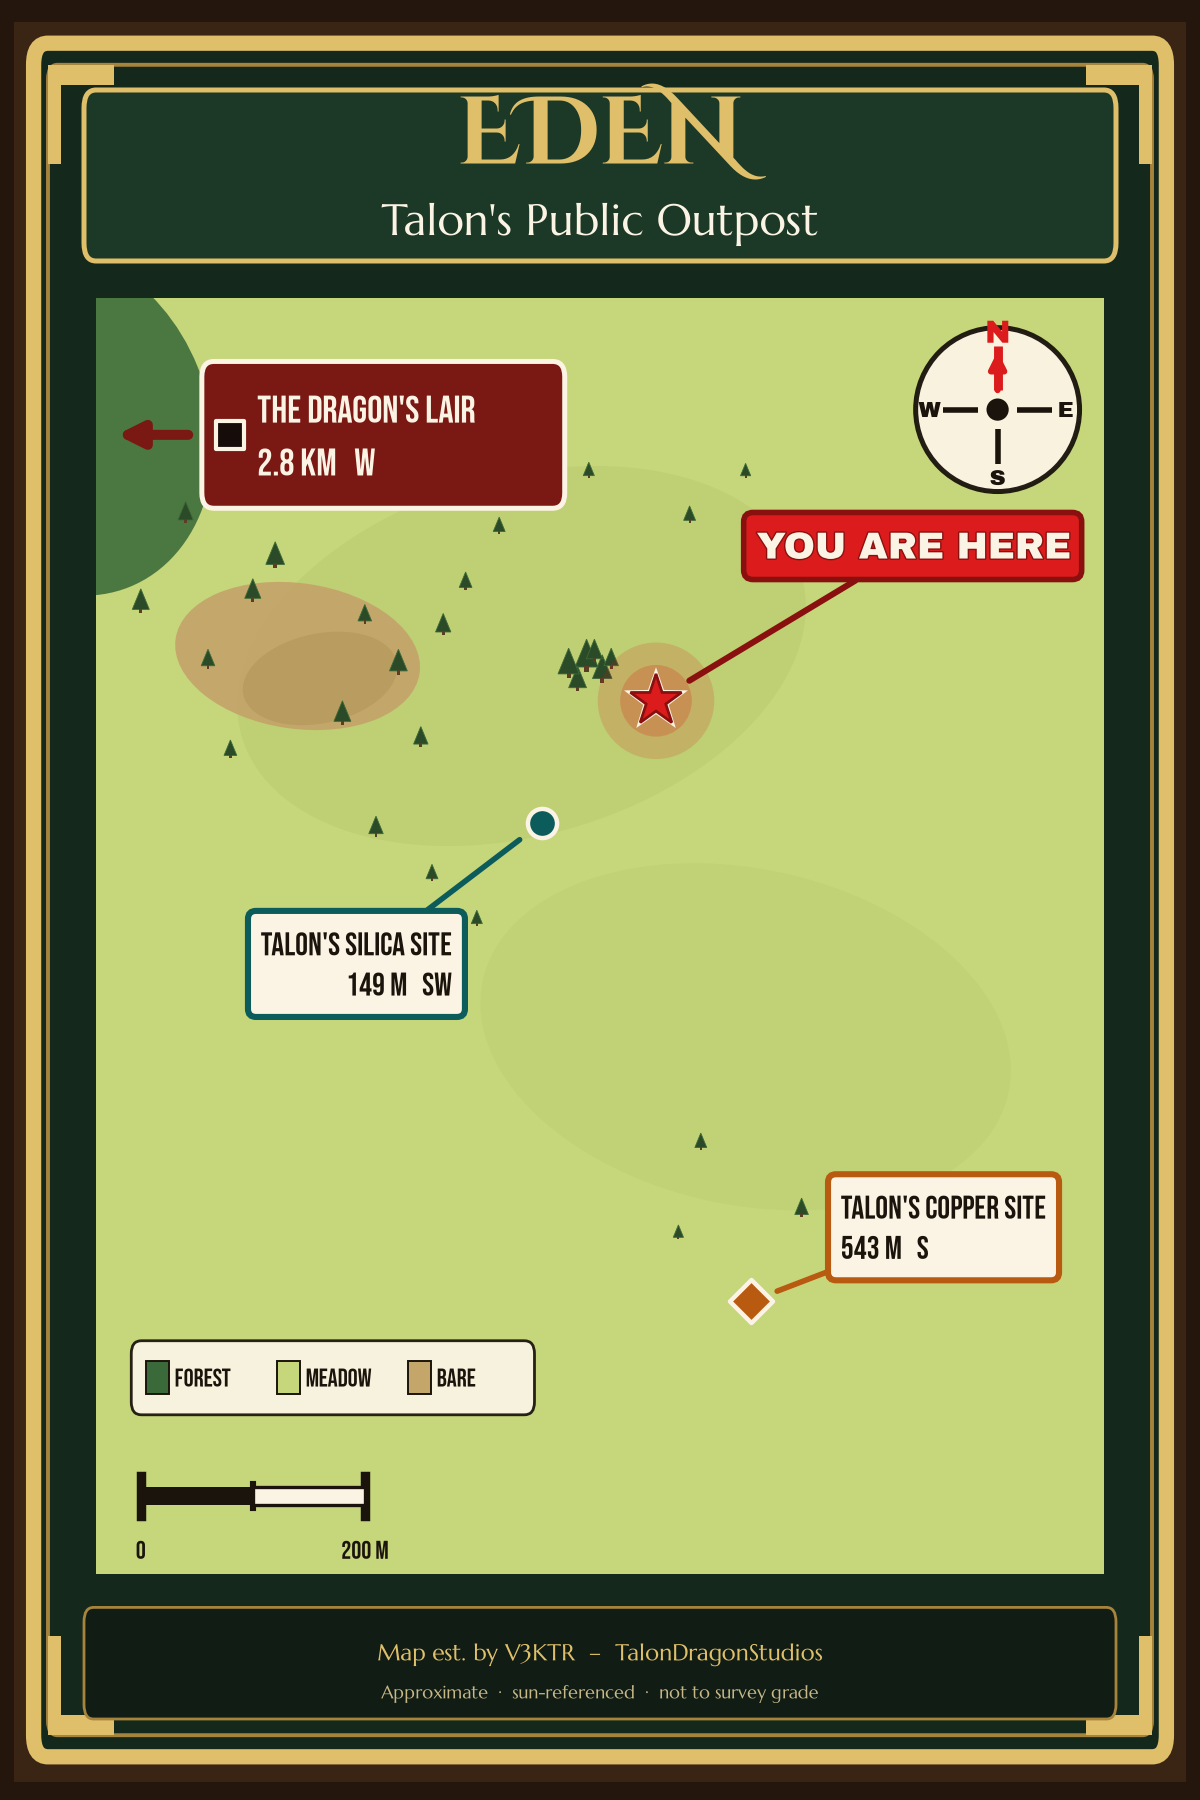 EDEN
Talon's Public Outpost
N
W E
S
THE DRAGON'S LAIR
2.8 KM W
YOU ARE HERE
TALON'S SILICA SITE
149 M SW
TALON'S COPPER SITE
543 M S
FOREST MEADOW BARE
0 200 M
Map est. by V3KTR – TalonDragonStudios
Approximate · sun-referenced · not to survey grade